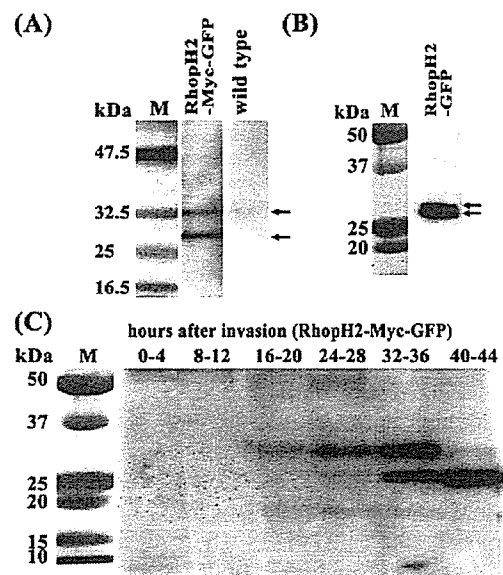 (A)
kDa M RhopH2 -Myc-GFP wild type
47.5
32.5
25
16.5
(B)
kDa M RhopH2 -GFP
50
37
25
20
(C)
hours after invasion (RhopH2-Myc-GFP)
kDa M 0-4 8-12 16-20 24-28 32-36 40-44
50
37
25
20
15
10